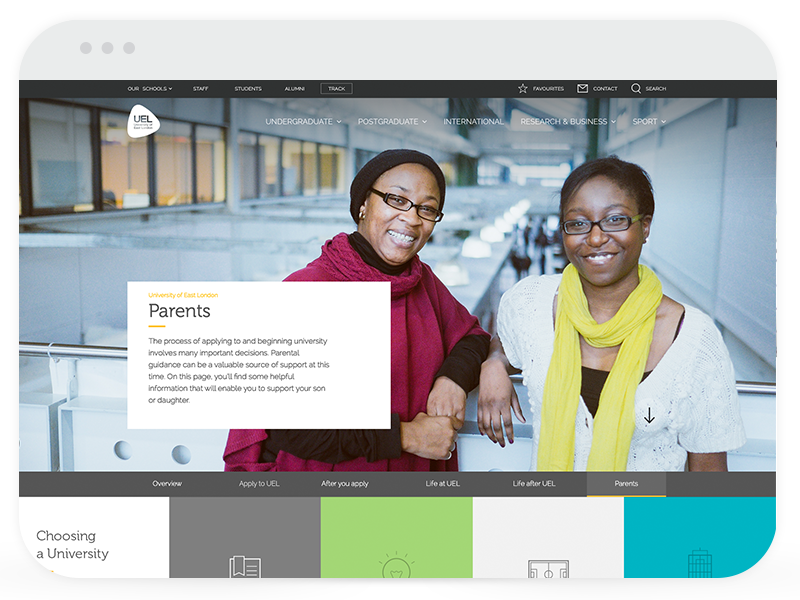 OUR SCHOOLS STAFF STUDENTS ALUMNI TRACK FAVOURITES CONTACT SEARCH
UEL
University of
East London
UNDERGRADUATE POSTGRADUATE INTERNATIONAL RESEARCH & BUSINESS SPORT
University of East London
Parents
The process of applying to and beginning university
involves many important decisions. Parental
guidance can be a valuable source of support at this
time. On this page, you'll find some helpful
information that will enable you to support your son
or daughter.
Overview Apply to UEL After you apply Life at UEL Life after UEL Parents
Choosing
a University